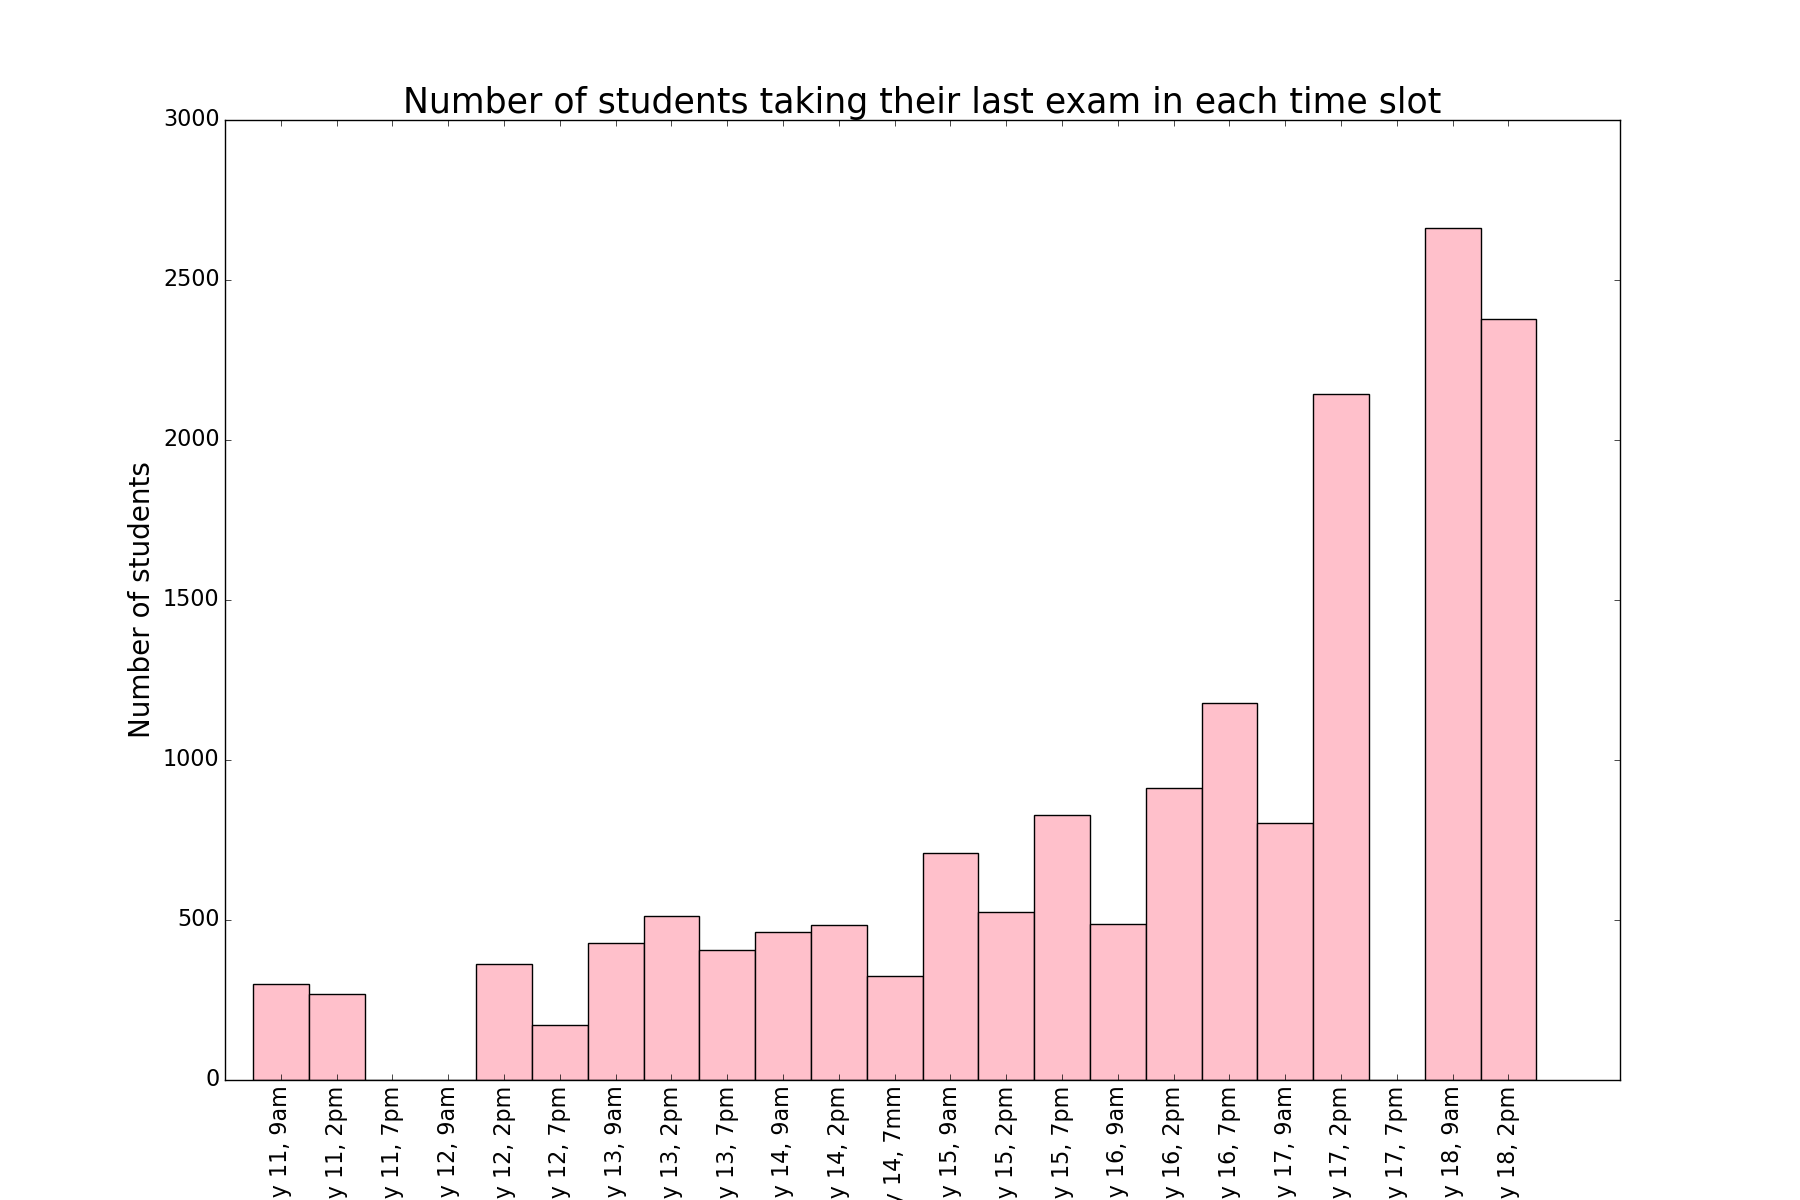 Number of students taking their last exam in each time slot
3000
2500
2000
1500
1000
500
0
Number of students
y 11, 9am
y 11, 2pm
y 11, 7pm
y 12, 9am
y 12, 2pm
y 12, 7pm
y 13, 9am
y 13, 2pm
y 13, 7pm
y 14, 9am
y 14, 2pm
y 14, 7mm
y 15, 9am
y 15, 2pm
y 15, 7pm
y 16, 9am
y 16, 2pm
y 16, 7pm
y 17, 9am
y 17, 2pm
y 17, 7pm
y 18, 9am
y 18, 2pm